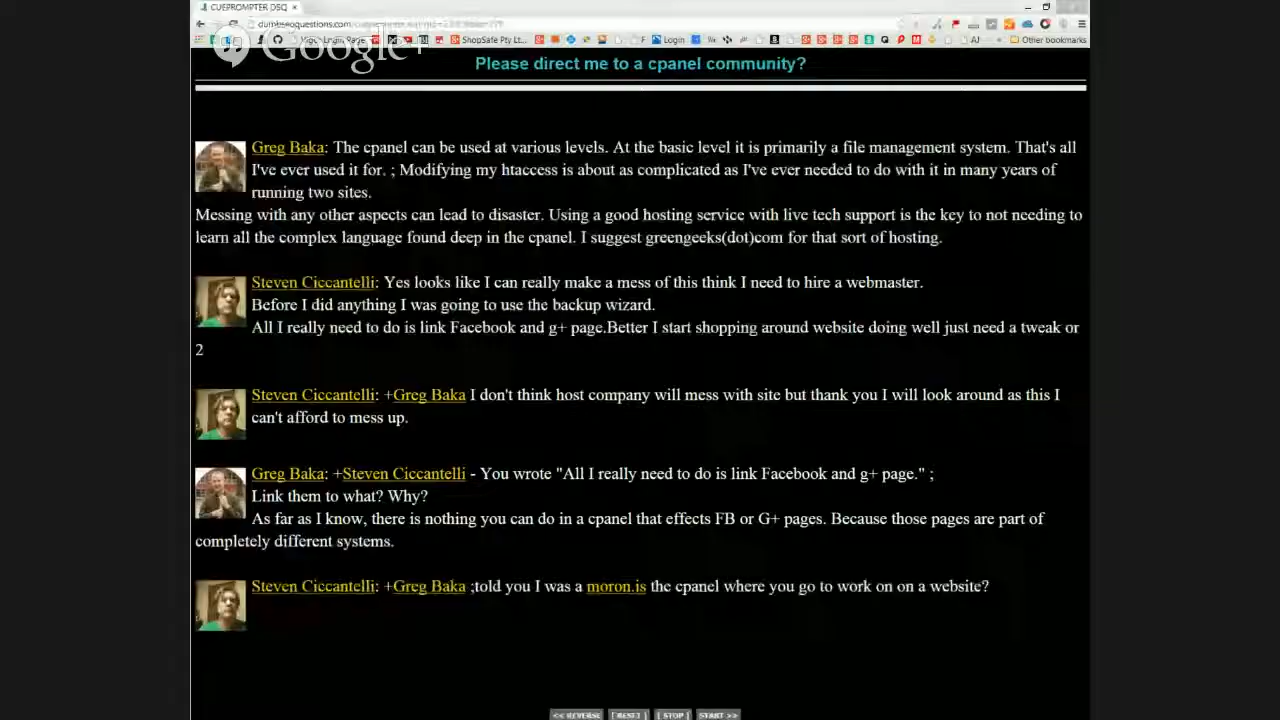 CUEPROMPTER DSQ
dumbseoquestions.com
ShopSafe Pty Lt...
Login
Other bookmarks
Google+
Please direct me to a cpanel community?
Greg Baka: The cpanel can be used at various levels. At the basic level it is primarily a file management system. That's all
I've ever used it for. ; Modifying my htaccess is about as complicated as I've ever needed to do with it in many years of
running two sites.
Messing with any other aspects can lead to disaster. Using a good hosting service with live tech support is the key to not needing to
learn all the complex language found deep in the cpanel. I suggest greengeeks(dot)com for that sort of hosting.
Steven Ciccantelli: Yes looks like I can really make a mess of this think I need to hire a webmaster.
Before I did anything I was going to use the backup wizard.
All I really need to do is link Facebook and g+ page.Better I start shopping around website doing well just need a tweak or
2
Steven Ciccantelli: +Greg Baka I don't think host company will mess with site but thank you I will look around as this I
can't afford to mess up.
Greg Baka: +Steven Ciccantelli - You wrote "All I really need to do is link Facebook and g+ page." ;
Link them to what? Why?
As far as I know, there is nothing you can do in a cpanel that effects FB or G+ pages. Because those pages are part of
completely different systems.
Steven Ciccantelli: +Greg Baka ;told you I was a moron.is the cpanel where you go to work on on a website?
<< REVERSE [ RESET ] [ STOP ] START >>